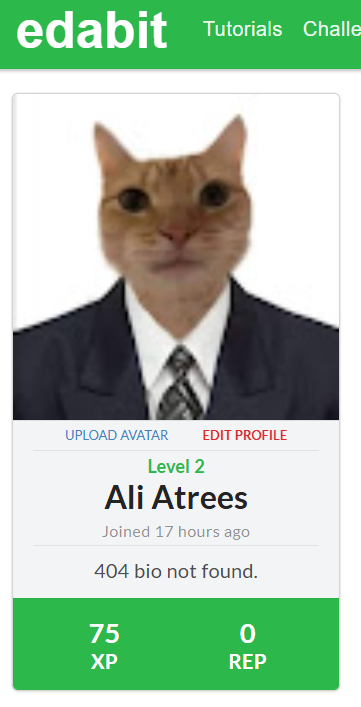 edabit
Tutorials
UPLOAD AVATAR EDIT PROFILE
Level 2
Ali Atrees
Joined 17 hours ago
404 bio not found.
75 0
XP REP